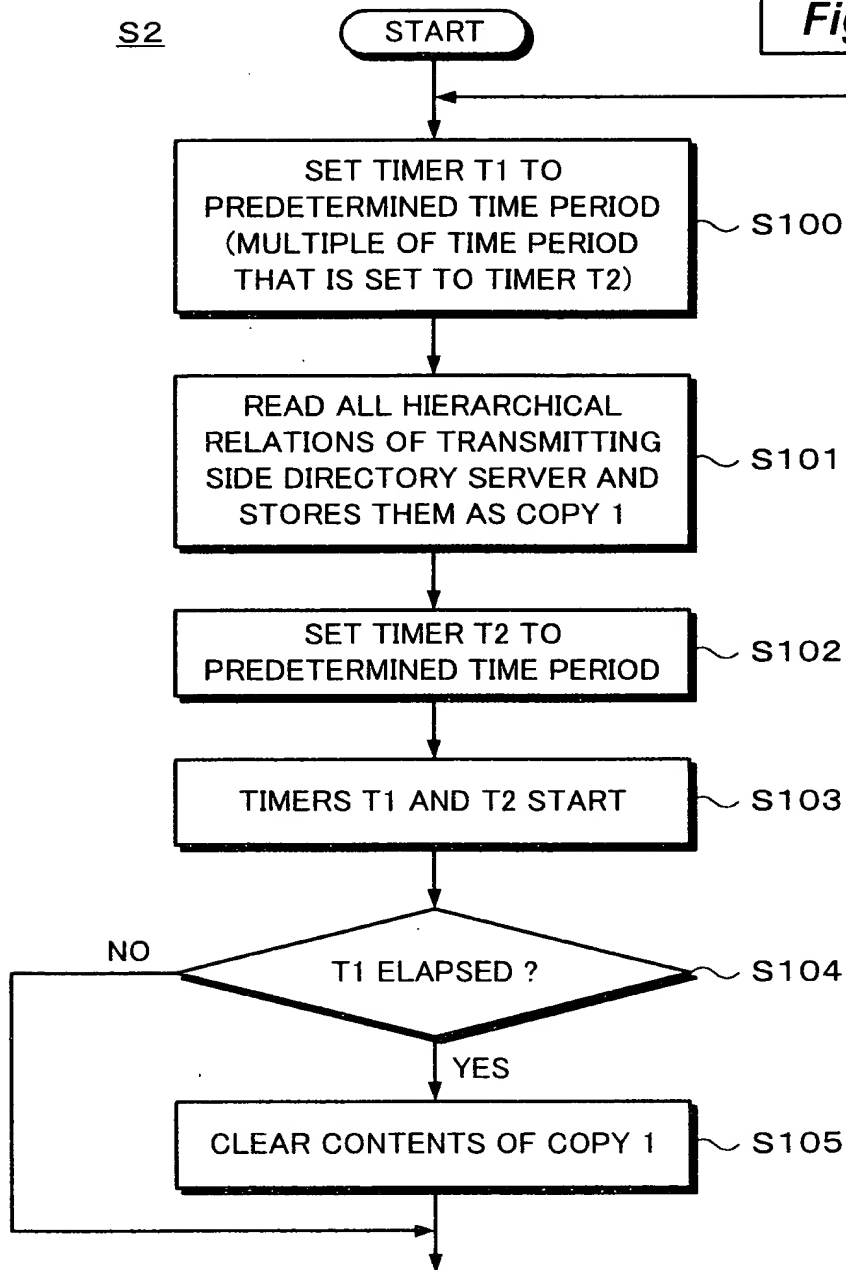 S2
START
Fig
SET TIMER T1 TO
PREDETERMINED TIME PERIOD
(MULTIPLE OF TIME PERIOD
THAT IS SET TO TIMER T2)
S100
READ ALL HIERARCHICAL
RELATIONS OF TRANSMITTING
SIDE DIRECTORY SERVER AND
STORES THEM AS COPY 1
S101
SET TIMER T2 TO
PREDETERMINED TIME PERIOD
S102
TIMERS T1 AND T2 START
S103
NO
T1 ELAPSED ?
S104
YES
CLEAR CONTENTS OF COPY 1
S105